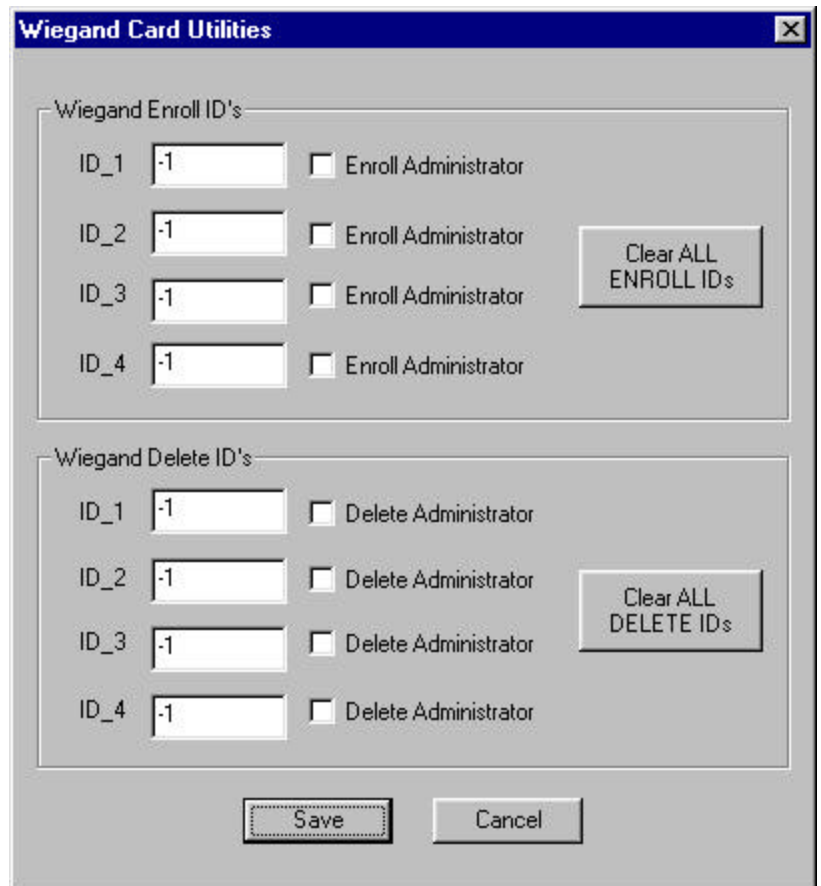 Wiegand Card Utilities
Wiegand Enroll ID's
ID_1 -1 Enroll Administrator
ID_2 -1 Enroll Administrator
ID_3 -1 Enroll Administrator
ID_4 -1 Enroll Administrator
Clear ALL
ENROLL IDs
Wiegand Delete ID's
ID_1 -1 Delete Administrator
ID_2 -1 Delete Administrator
ID_3 -1 Delete Administrator
ID_4 -1 Delete Administrator
Clear ALL
DELETE IDs
Save Cancel